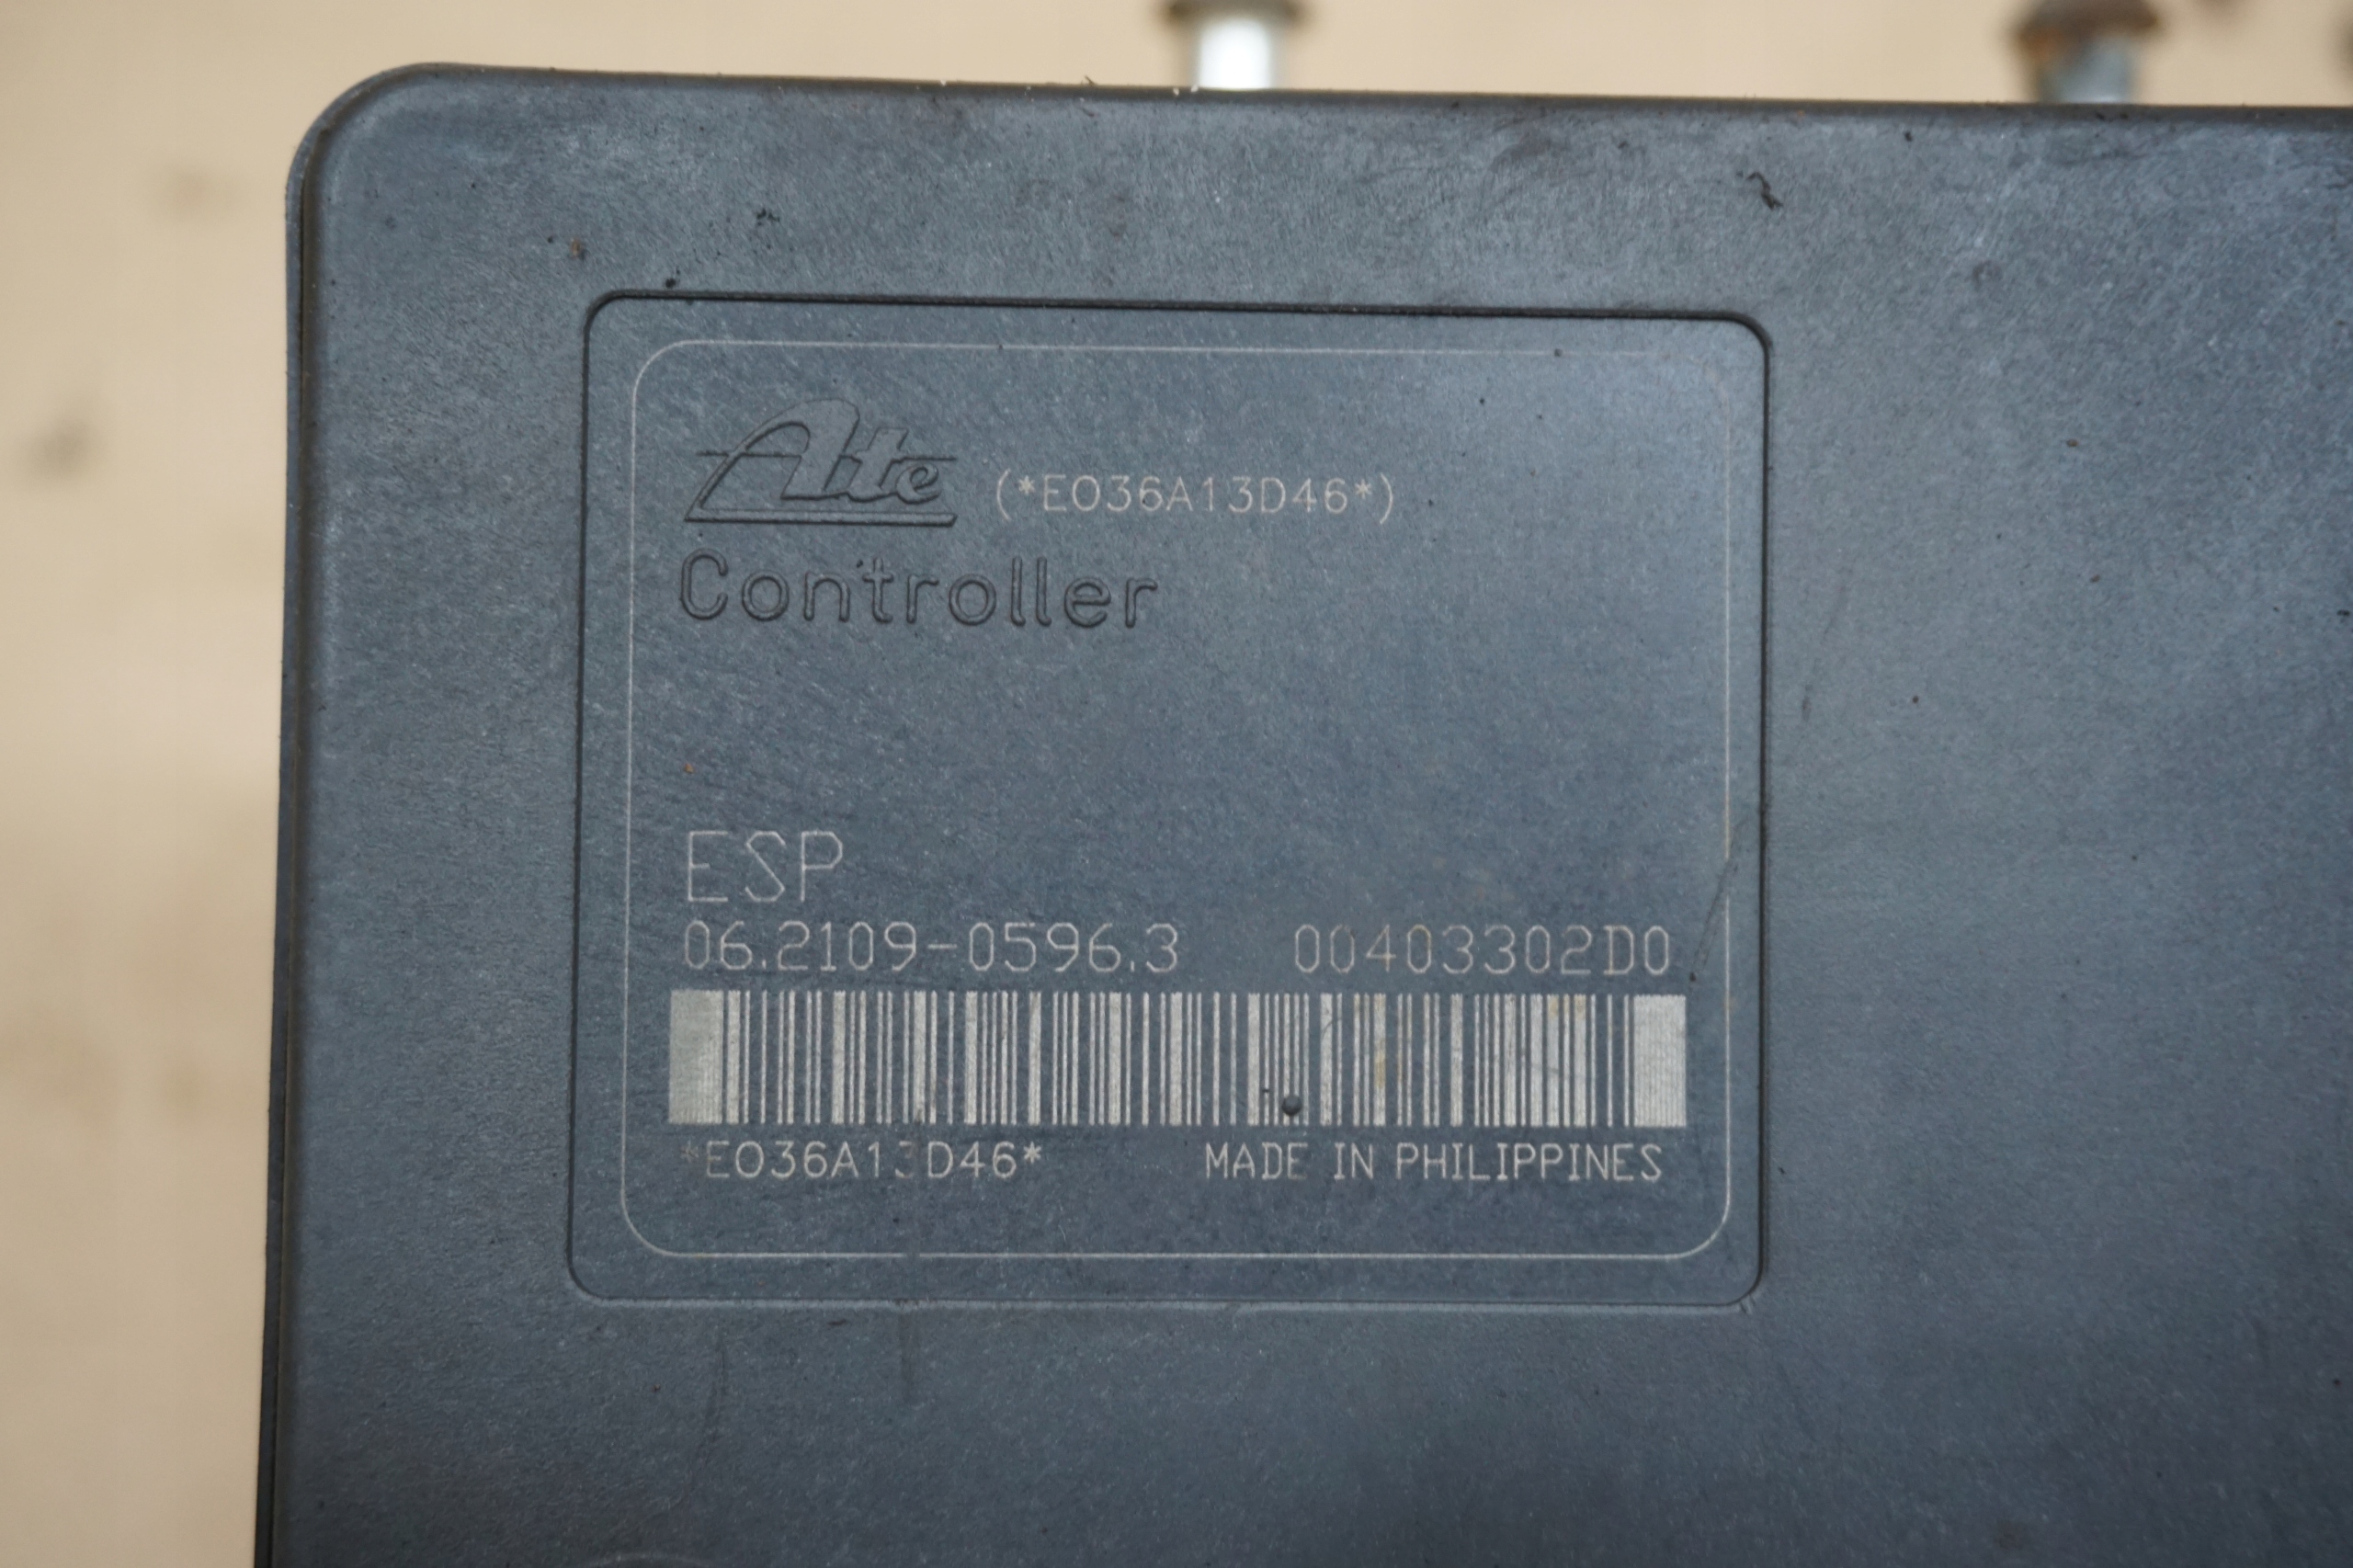 Ate (*E036A13D46*)
Controller
ESP
06.2109-0596.3 00403302D0
*E036A13D46* MADE IN PHILIPPINES